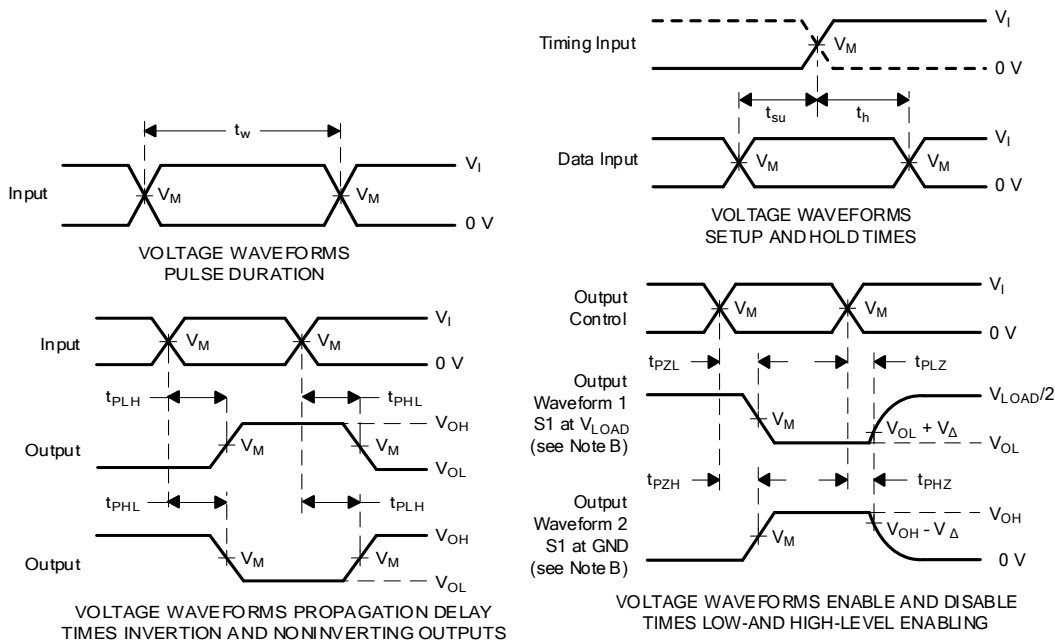 t_w
V_I
Input
V_M
V_M
0 V
VOLTAGE WAVEFORMS
PULSE DURATION
V_I
Timing Input
V_M
0 V
t_su
t_h
V_I
Data Input
V_M
V_M
0 V
VOLTAGE WAVEFORMS
SETUP AND HOLD TIMES
V_I
Input
V_M
V_M
0 V
t_PLH
t_PHL
V_OH
Output
V_M
V_M
V_OL
t_PHL
t_PLH
V_OH
Output
V_M
V_M
V_OL
VOLTAGE WAVEFORMS PROPAGATION DELAY
TIMES INVERTION AND NONINVERTING OUTPUTS
V_I
Output
Control
V_M
V_M
0 V
t_PZL
t_PLZ
Output
Waveform 1
S1 at V_LOAD
(see Note B)
V_LOAD/2
V_M
V_OL + V_Δ
V_OL
t_PZH
t_PHZ
Output
Waveform 2
S1 at GND
(see Note B)
V_OH
V_M
V_OH - V_Δ
0 V
VOLTAGE WAVEFORMS ENABLE AND DISABLE
TIMES LOW-AND HIGH-LEVEL ENABLING